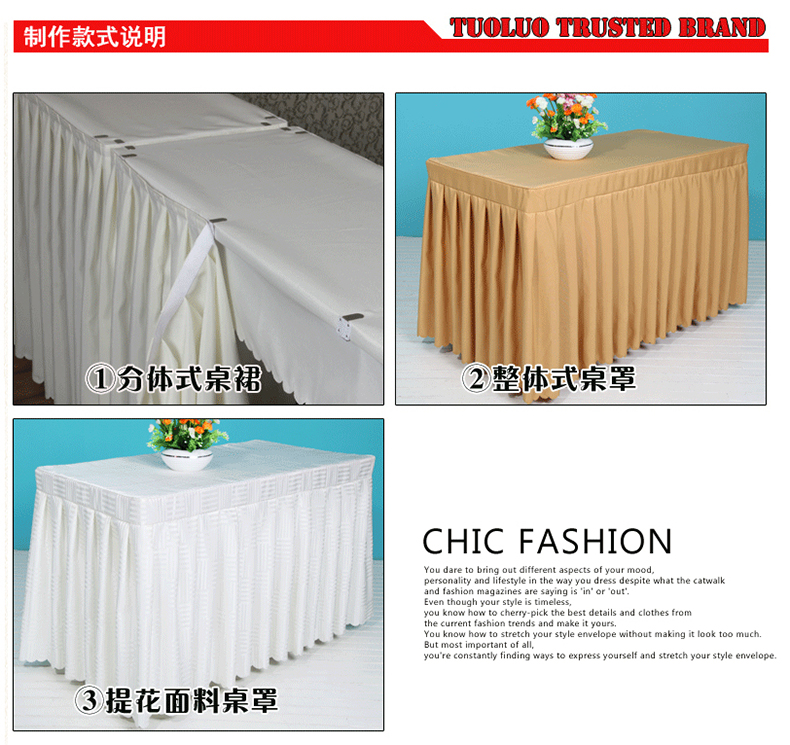 制作款式说明
TUOLUO TRUSTED BRAND
①分体式桌裙
②整体式桌罩
③提花面料桌罩
CHIC FASHION
You dare to bring out different aspects of your mood,
personality and lifestyle in the way you dress despite what the catwalk
and fashion magazines are saying is 'in' or 'out'.
Even though your style is timeless,
you know how to cherry-pick the best details and clothes from
the current fashion trends and make it yours.
You know how to stretch your style envelope without making it look too much.
But most important of all,
you're constantly finding ways to express yourself and stretch your style envelope.